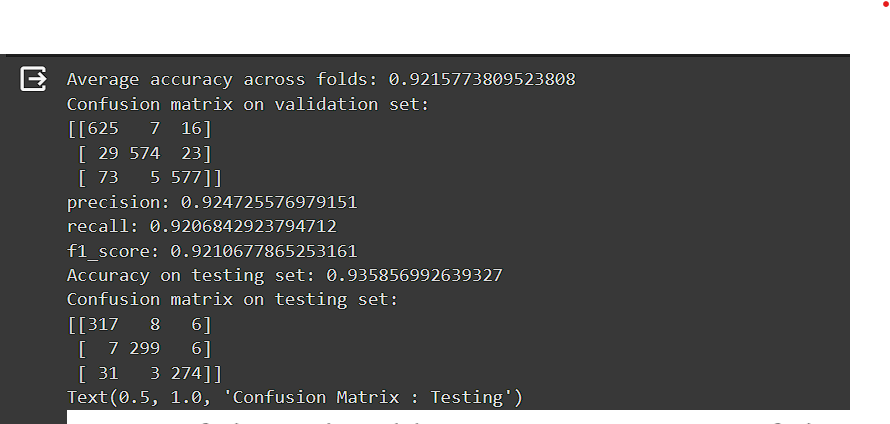 Average accuracy across folds: 0.9215773809523808
Confusion matrix on validation set:
[[625   7  16]
 [ 29 574  23]
 [ 73   5 577]]
precision: 0.924725576979151
recall: 0.9206842923794712
f1_score: 0.9210677865253161
Accuracy on testing set: 0.935856992639327
Confusion matrix on testing set:
[[317   8   6]
 [  7 299   6]
 [ 31   3 274]]
Text(0.5, 1.0, 'Confusion Matrix : Testing')